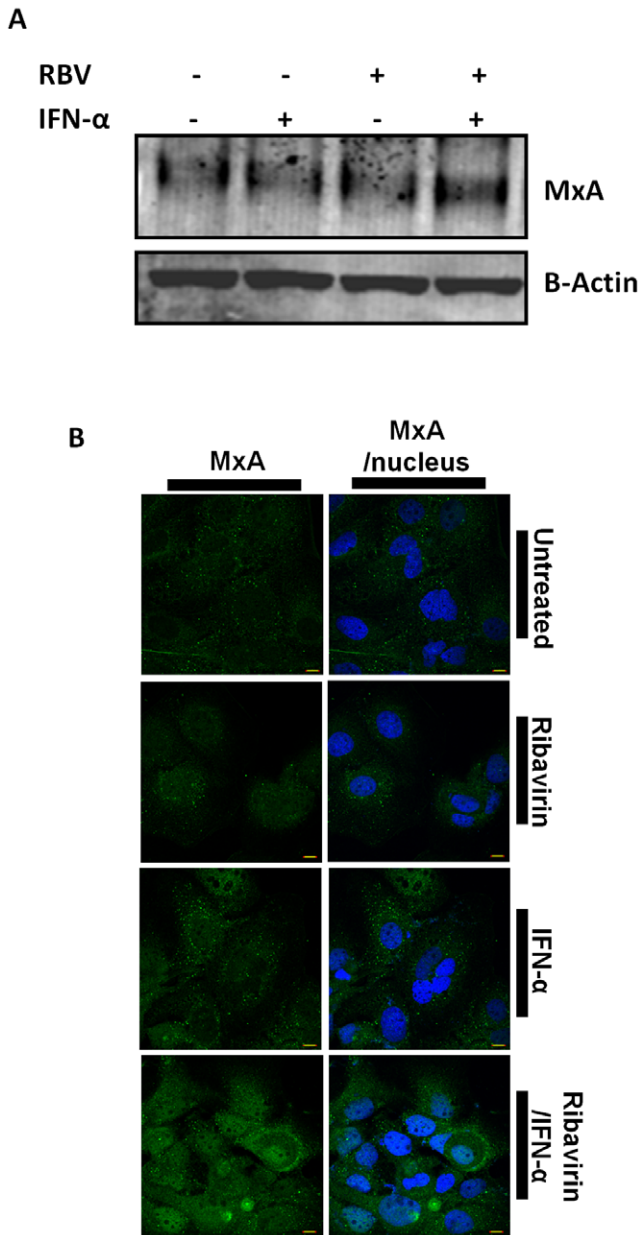 A
RBV - - + +
IFN-α - + - +
MxA
B-Actin
B
MxA
MxA
/nucleus
Untreated
Ribavirin
IFN-α
Ribavirin
/IFN-α